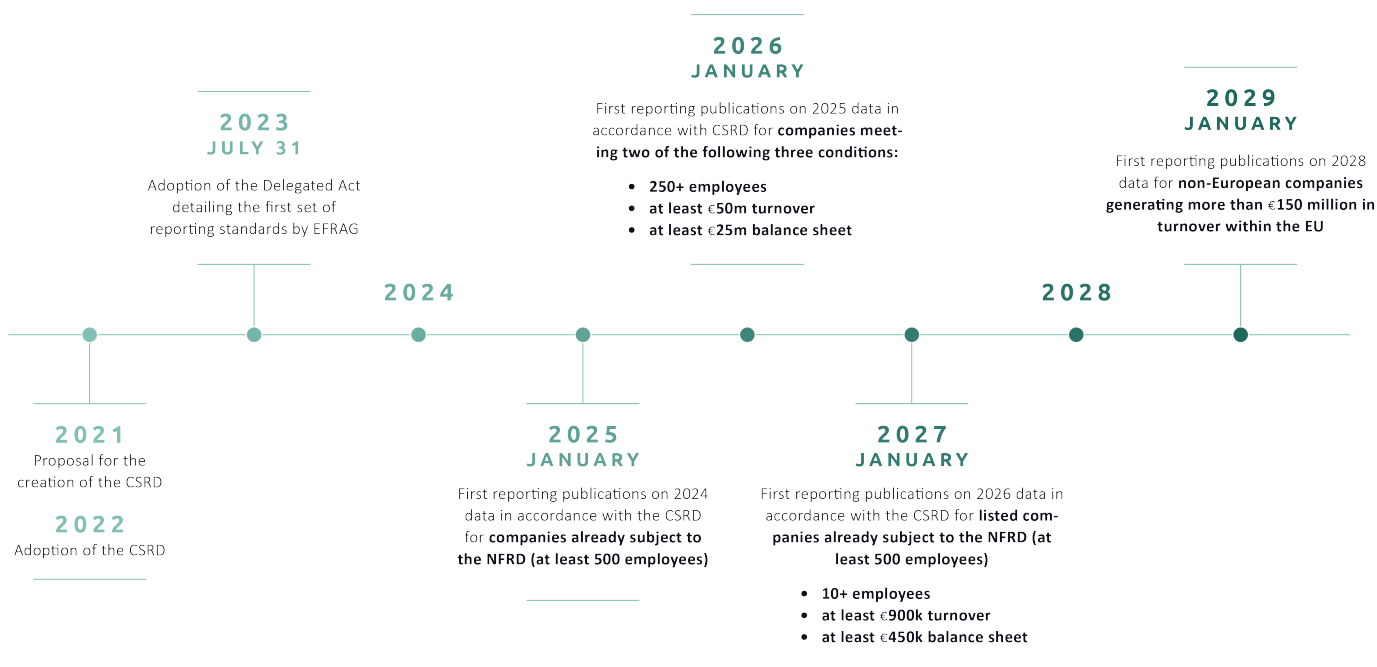 2021
Proposal for the
creation of the CSRD
2022
Adoption of the CSRD
2023
JULY 31
Adoption of the Delegated Act
detailing the first set of
reporting standards by EFRAG
2024
2025
JANUARY
First reporting publications on 2024
data in accordance with the CSRD
for companies already subject to
the NFRD (at least 500 employees)
2026
JANUARY
First reporting publications on 2025 data in
accordance with CSRD for companies meet-
ing two of the following three conditions:
• 250+ employees
• at least €50m turnover
• at least €25m balance sheet
2027
JANUARY
First reporting publications on 2026 data in
accordance with the CSRD for listed com-
panies already subject to the NFRD (at
least 500 employees)
• 10+ employees
• at least €900k turnover
• at least €450k balance sheet
2028
2029
JANUARY
First reporting publications on 2028
data for non-European companies
generating more than €150 million in
turnover within the EU